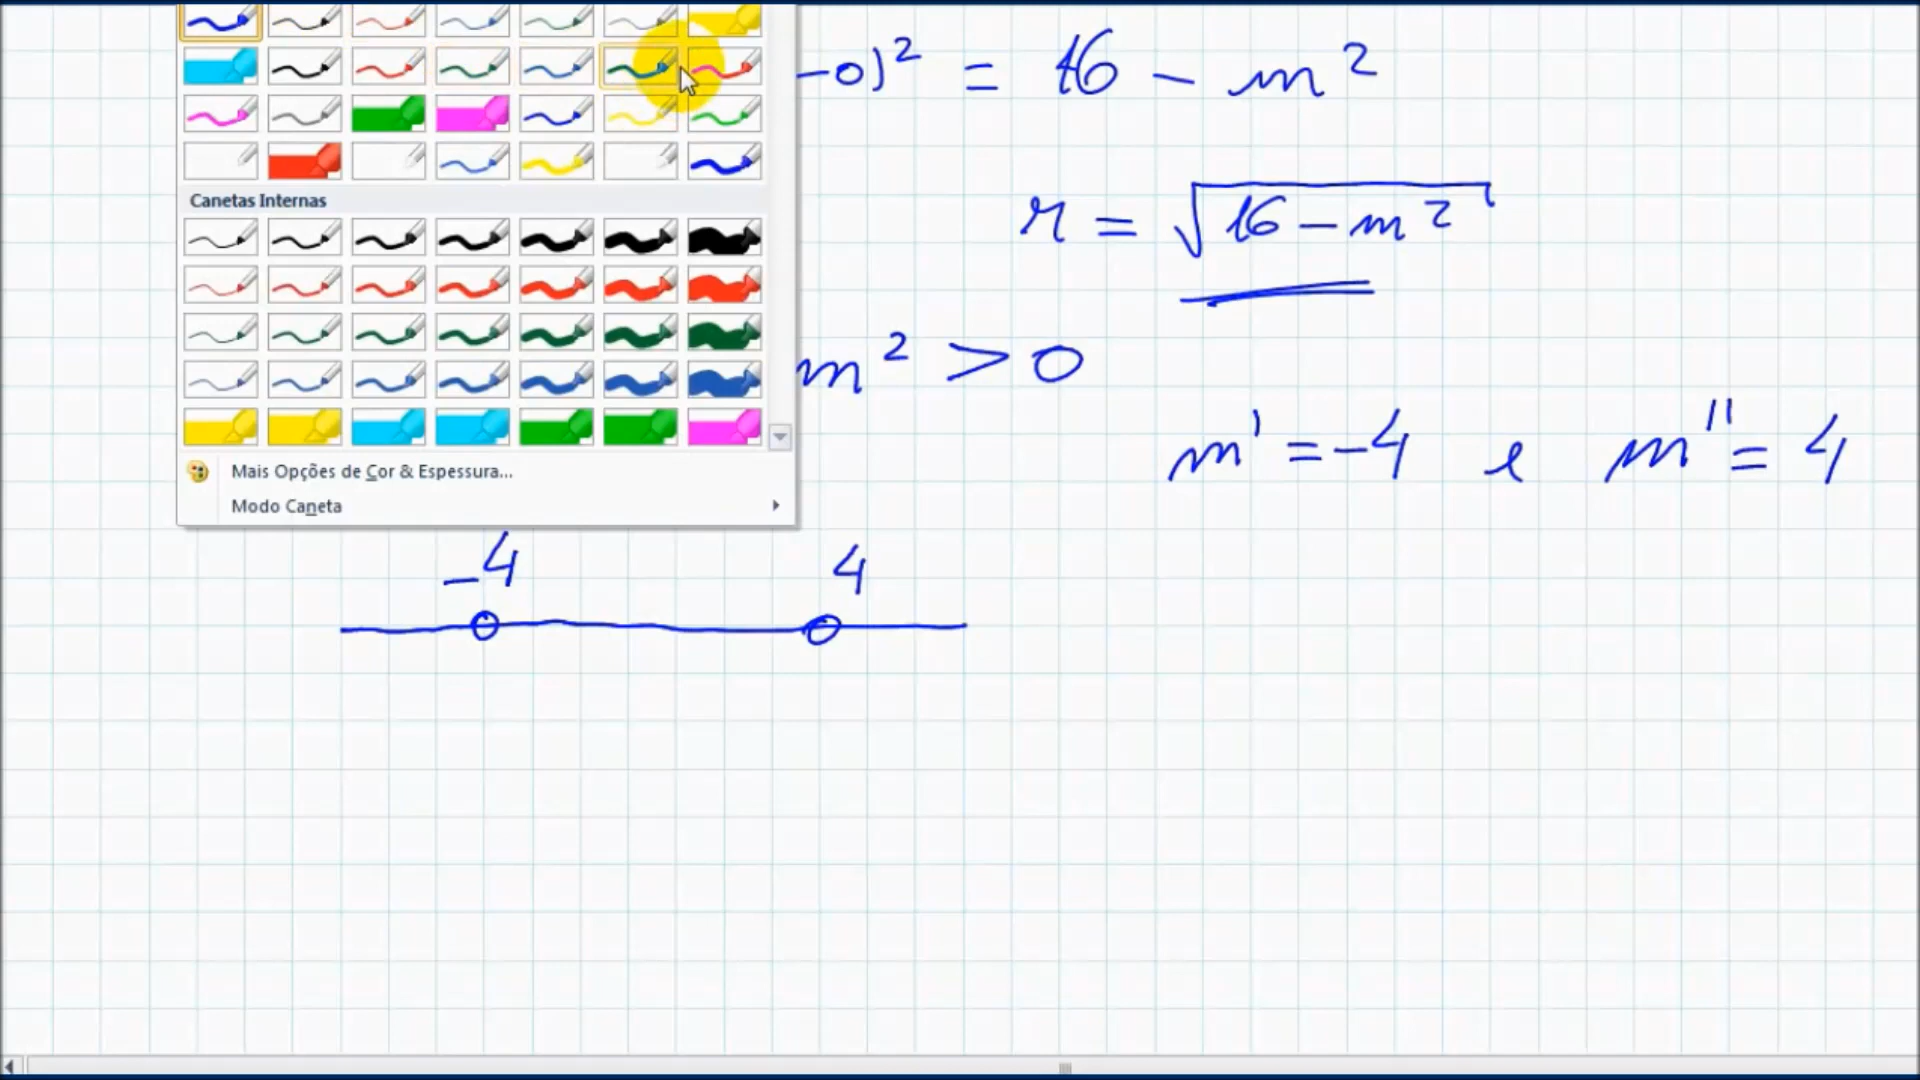 -0)² = 16 - m²
Canetas Internas
r = √16 - m²
m² > 0
m' = -4 e m'' = 4
Mais Opções de Cor & Espessura...
Modo Caneta
-4 4